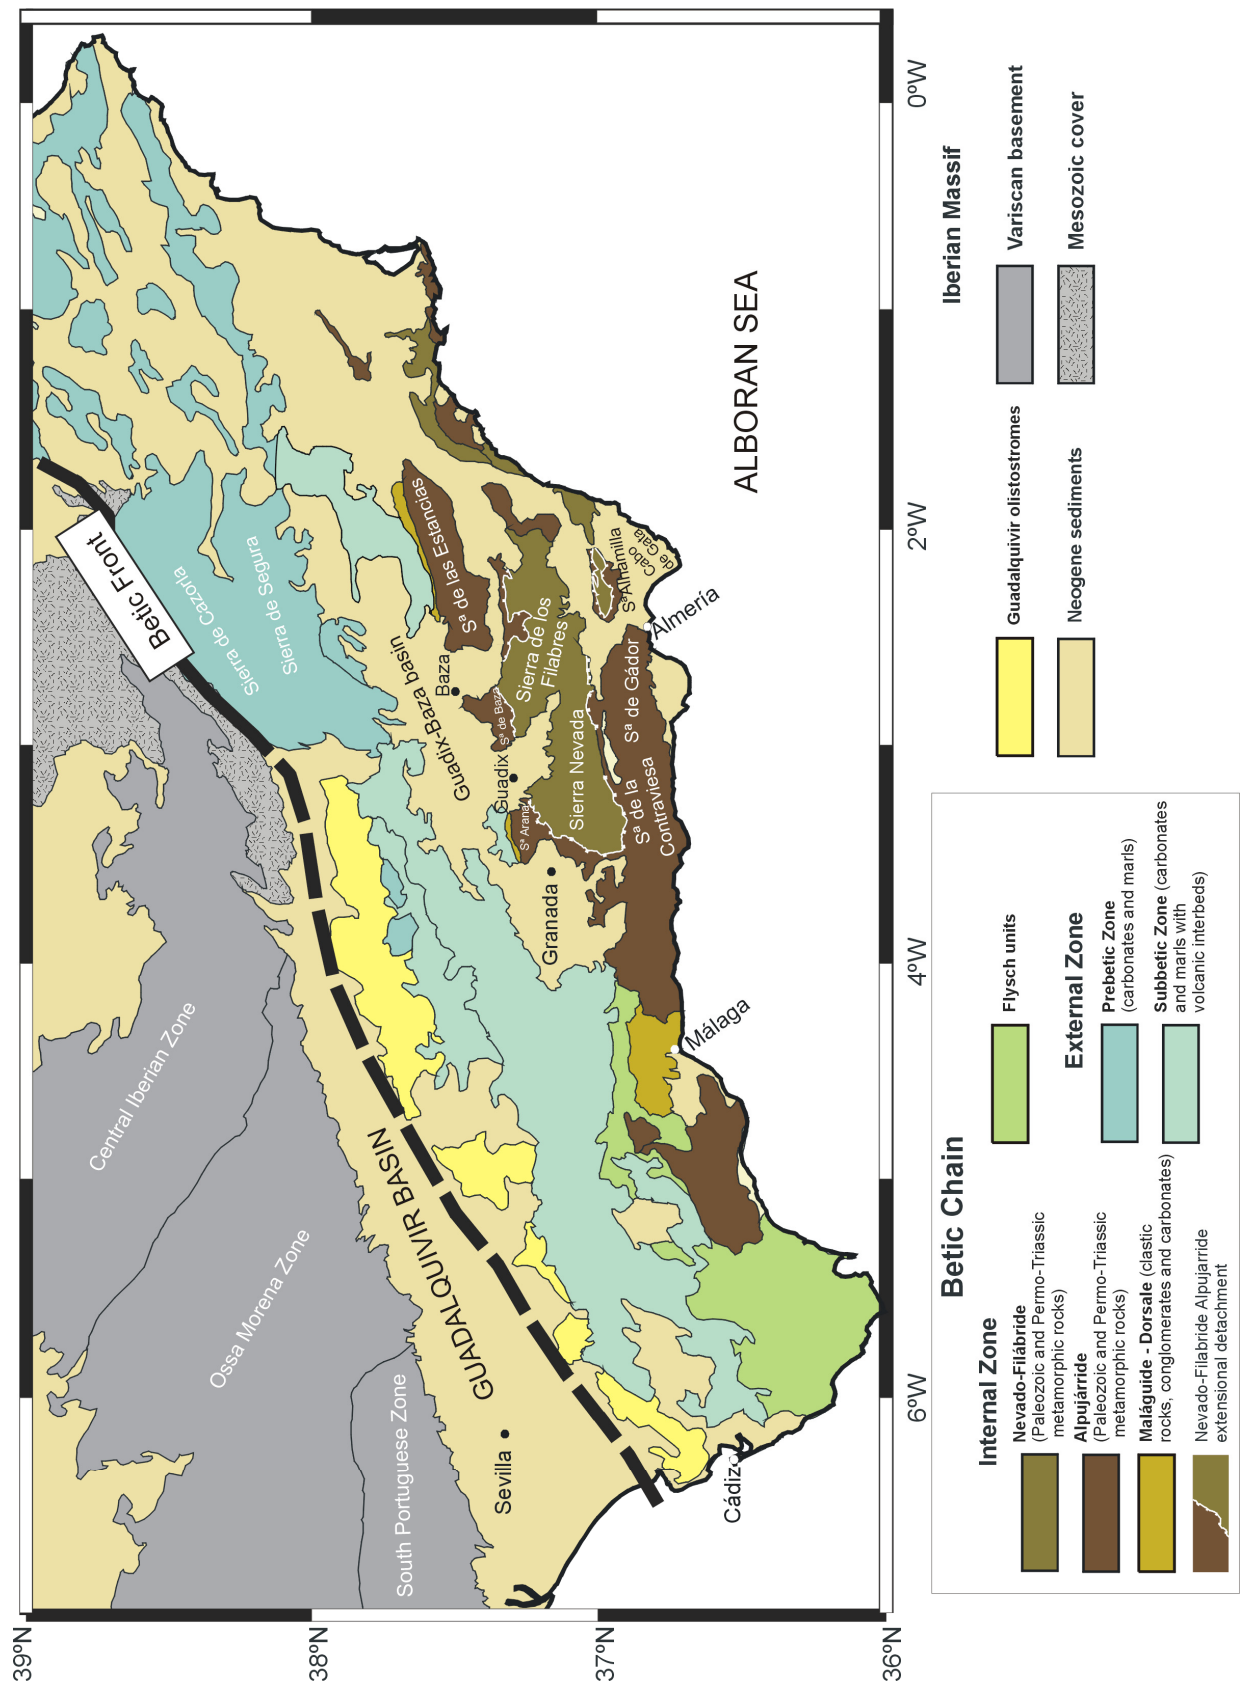 39ºN
38ºN
37ºN
36ºN
0ºW
2ºW
4ºW
6ºW
Betic Front
Sierra de Cazorla
Sierra de Segura
Central Iberian Zone
Ossa Morena Zone
South Portuguese Zone
GUADALQUIVIR BASIN
Guadix-Baza basin
Sª de las Estancias
Baza
Sª de Baza
Sierra de los
Filabres
Guadix
Sª Arana
Sierra Nevada
Granada
Sª Alhamilla
Cabo
de Gata
Almería
Sª de Gádor
Sª de la
Contraviesa
Málaga
Sevilla
Cádiz
ALBORAN SEA
Betic Chain
Internal Zone
Nevado-Filábride
(Paleozoic and Permo-Triassic
metamorphic rocks)
Alpujárride
(Paleozoic and Permo-Triassic
metamorphic rocks)
Maláguide - Dorsale (clastic
rocks, conglomerates and carbonates)
Nevado-Filabride Alpujarride
extensional detachment
Flysch units
External Zone
Prebetic Zone
(carbonates and marls)
Subbetic Zone (carbonates
and marls with
volcanic interbeds)
Guadalquivir olistostromes
Neogene sediments
Iberian Massif
Variscan basement
Mesozoic cover